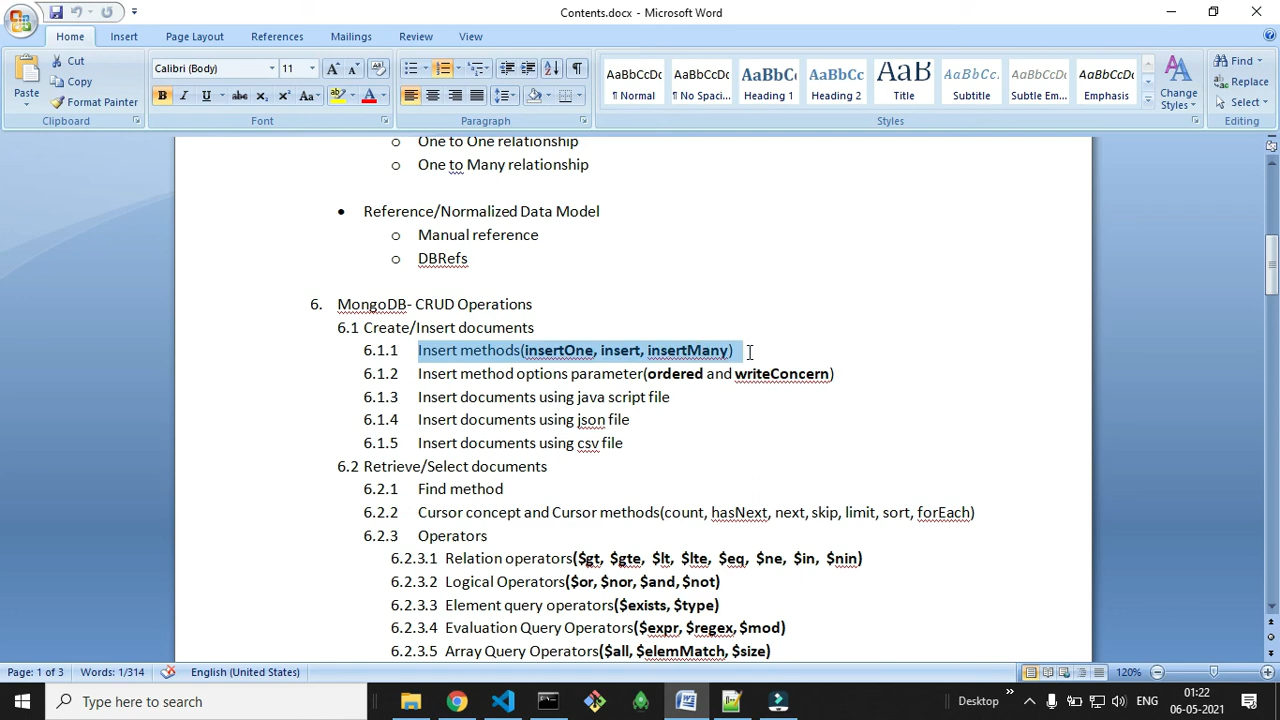 Contents.docx - Microsoft Word
Home Insert Page Layout References Mailings Review View
Paste
Cut
Copy
Format Painter
Clipboard
Calibri (Body) 11
Font
Paragraph
AaBbCcDc AaBbCcDc AaBbCc AaBbCc AaB AaBbCc. AaBbCcDc AaBbCcDc
¶ Normal ¶ No Spaci... Heading 1 Heading 2 Title Subtitle Subtle Em... Emphasis
Change Styles
Styles
Find
Replace
Select
Editing
o One to One relationship
o One to Many relationship
• Reference/Normalized Data Model
o Manual reference
o DBRefs
6. MongoDB- CRUD Operations
6.1 Create/Insert documents
6.1.1 Insert methods(insertOne, insert, insertMany)
6.1.2 Insert method options parameter(ordered and writeConcern)
6.1.3 Insert documents using java script file
6.1.4 Insert documents using json file
6.1.5 Insert documents using csv file
6.2 Retrieve/Select documents
6.2.1 Find method
6.2.2 Cursor concept and Cursor methods(count, hasNext, next, skip, limit, sort, forEach)
6.2.3 Operators
6.2.3.1 Relation operators($gt, $gte, $lt, $lte, $eq, $ne, $in, $nin)
6.2.3.2 Logical Operators($or, $nor, $and, $not)
6.2.3.3 Element query operators($exists, $type)
6.2.3.4 Evaluation Query Operators($expr, $regex, $mod)
6.2.3.5 Array Query Operators($all, $elemMatch, $size)
Page: 1 of 3 Words: 1/314 English (United States) 120%
Type here to search
Desktop ENG
01:22
06-05-2021